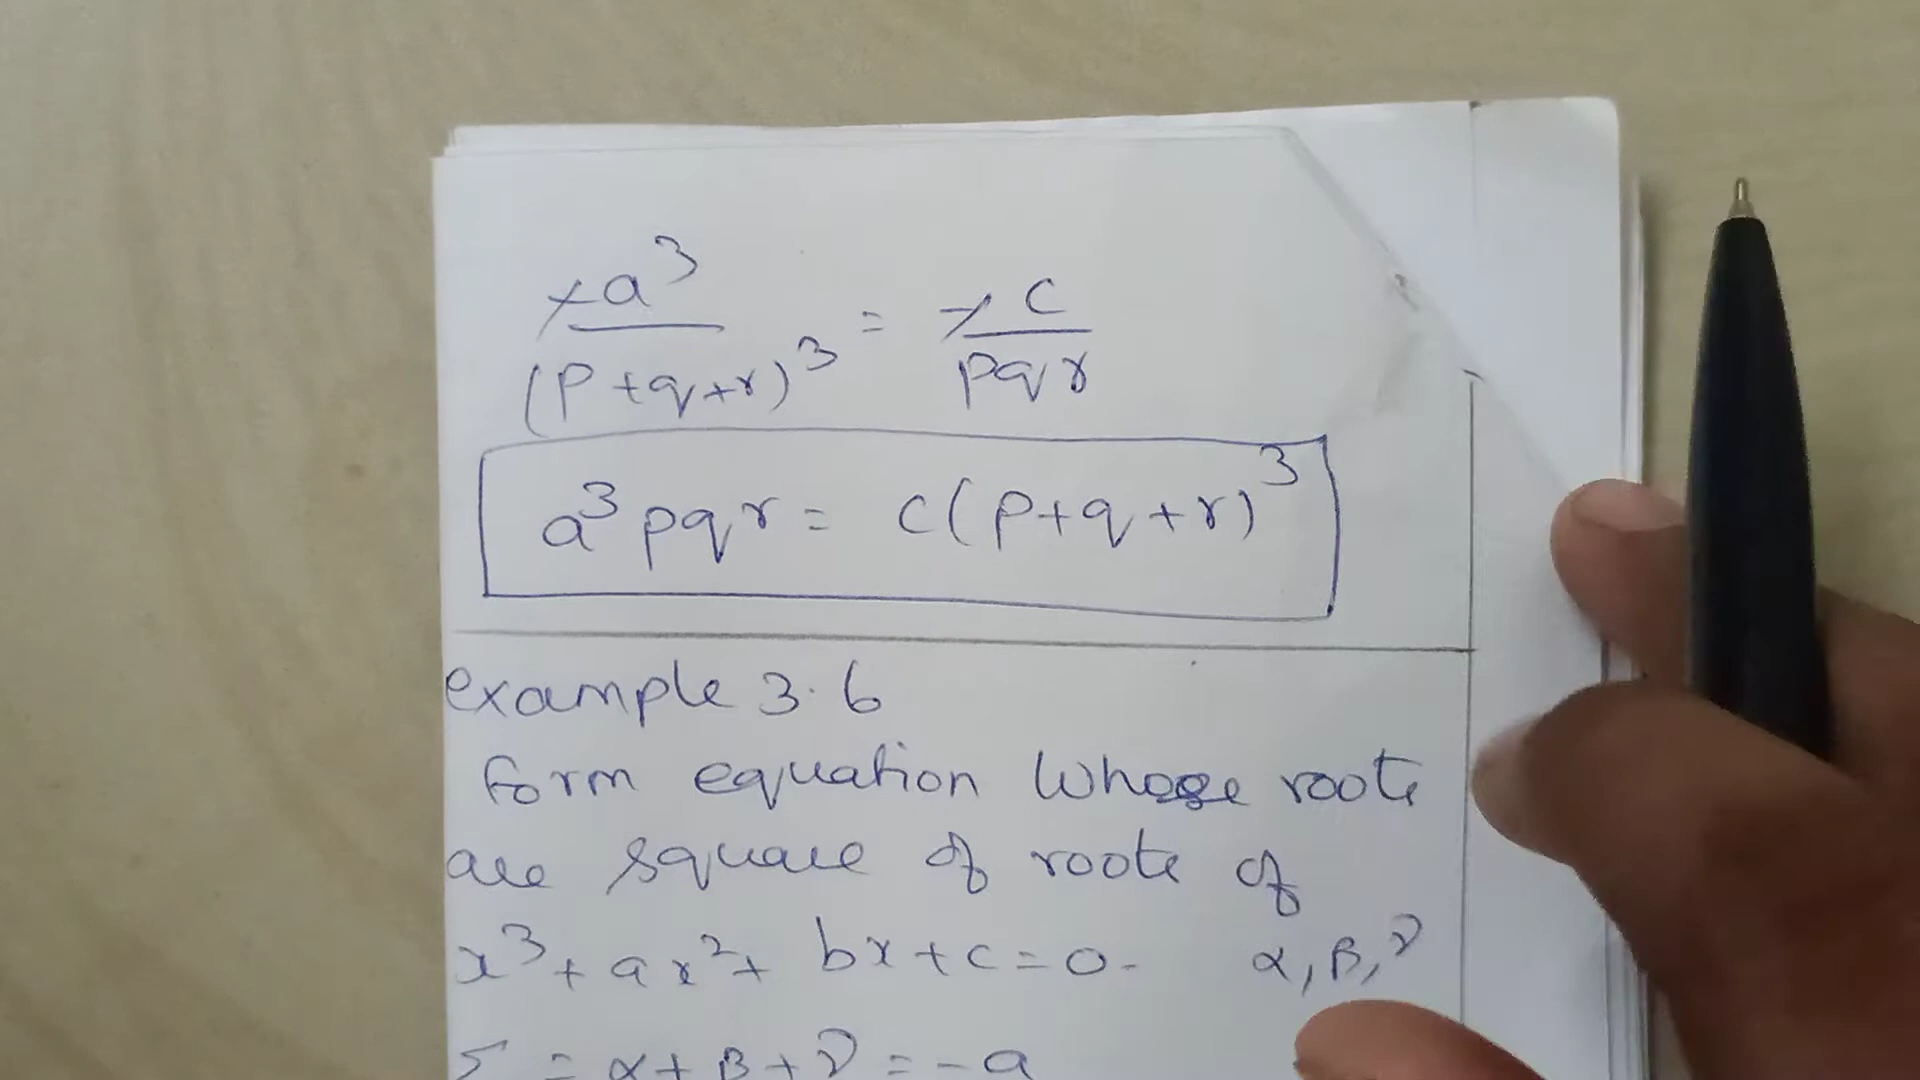 -a³/(p+q+r)³ = -c/pqr
a³pqr = c(p+q+r)³
example 3.6
Form equation whose roots
are square of roots of
x³+ax²+bx+c=0. α, β, γ
= α+β+γ = -a